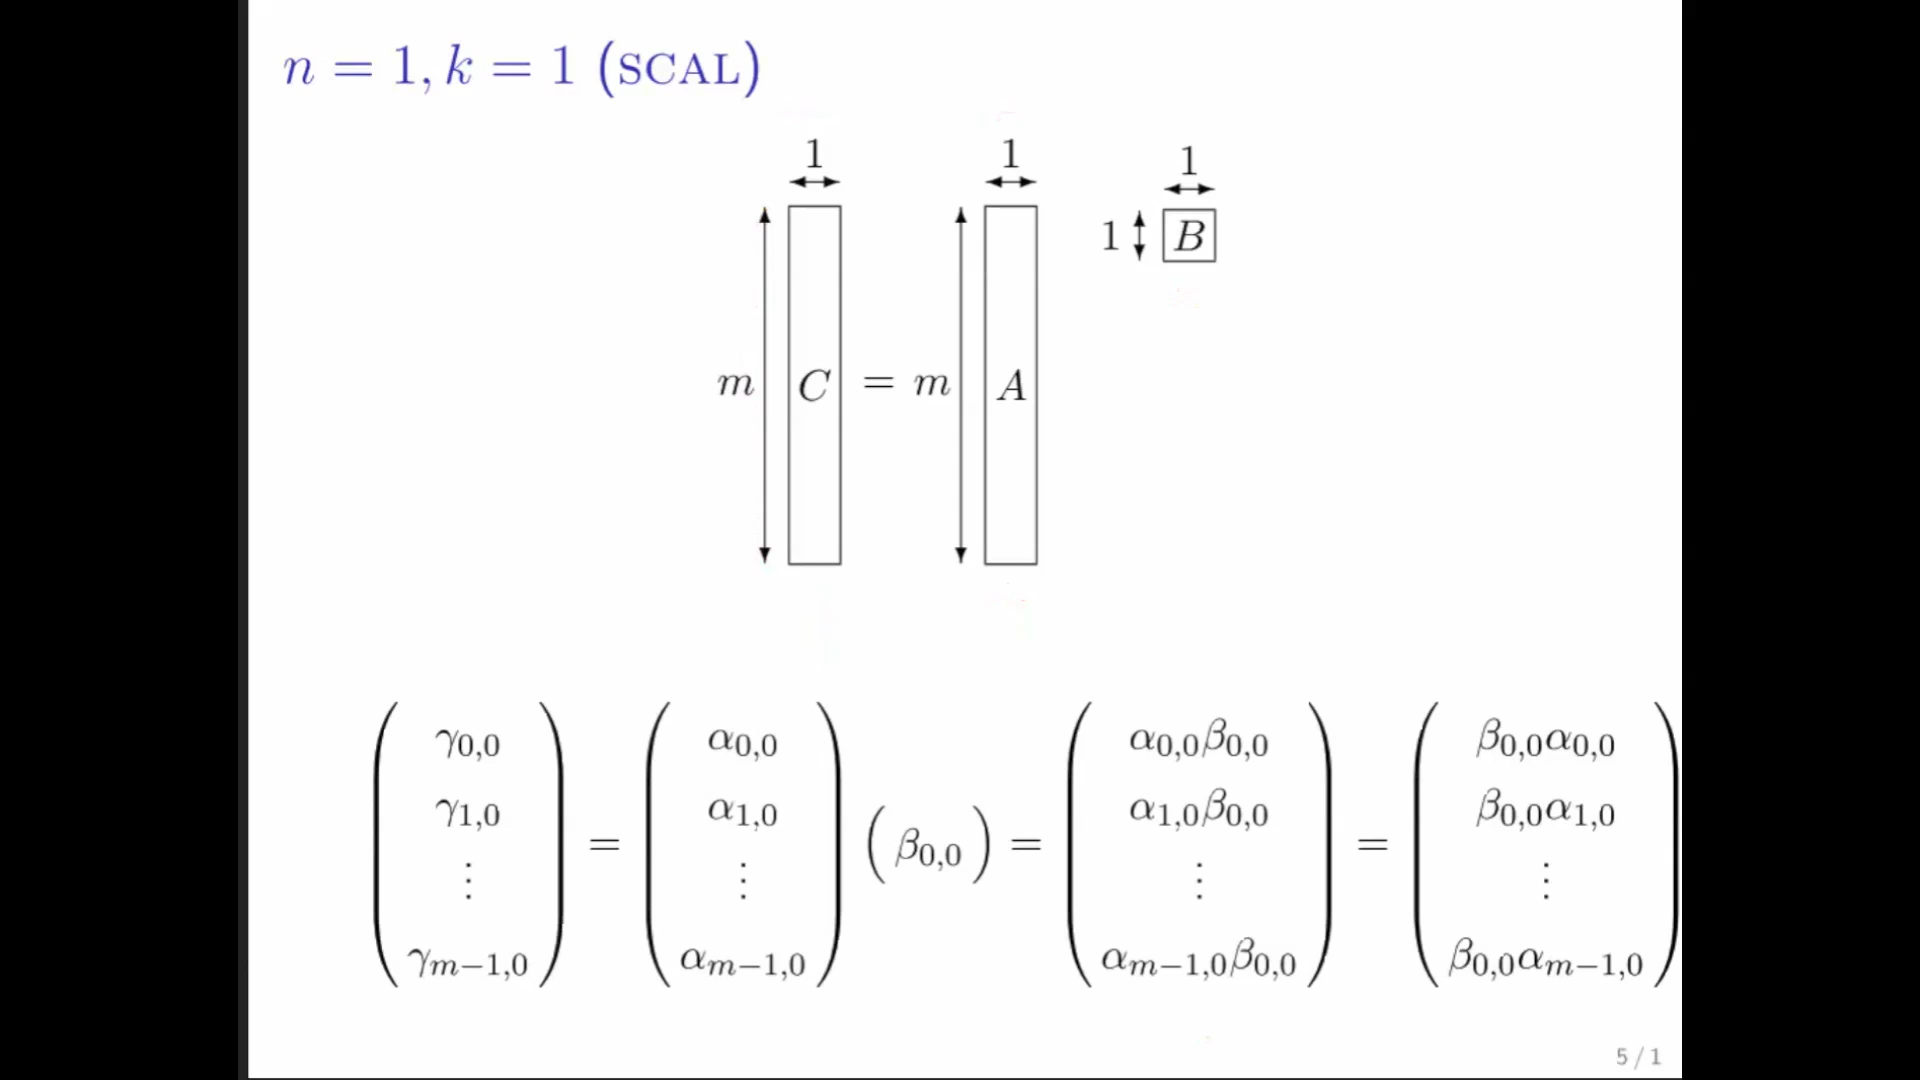 n = 1, k = 1 (SCAL)
1 1 1
1 B
m C = m A
γ0,0 α0,0 α0,0β0,0 β0,0α0,0
γ1,0 α1,0 α1,0β0,0 β0,0α1,0
= ( β0,0 ) = =
⋮ ⋮ ⋮ ⋮
γm−1,0 αm−1,0 αm−1,0β0,0 β0,0αm−1,0
5 / 1